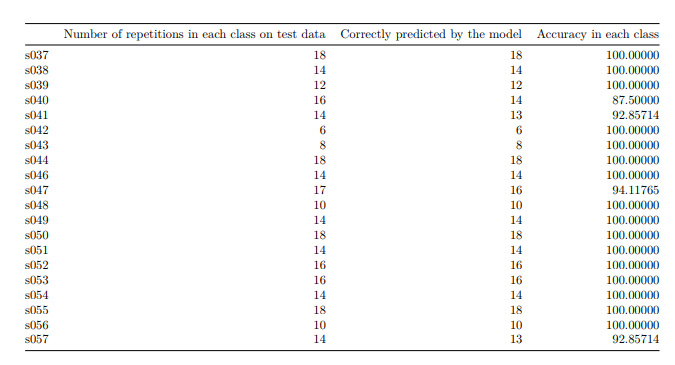 Number of repetitions in each class on test data Correctly predicted by the model Accuracy in each class
s037 18 18 100.00000
s038 14 14 100.00000
s039 12 12 100.00000
s040 16 14 87.50000
s041 14 13 92.85714
s042 6 6 100.00000
s043 8 8 100.00000
s044 18 18 100.00000
s046 14 14 100.00000
s047 17 16 94.11765
s048 10 10 100.00000
s049 14 14 100.00000
s050 18 18 100.00000
s051 14 14 100.00000
s052 16 16 100.00000
s053 16 16 100.00000
s054 14 14 100.00000
s055 18 18 100.00000
s056 10 10 100.00000
s057 14 13 92.85714